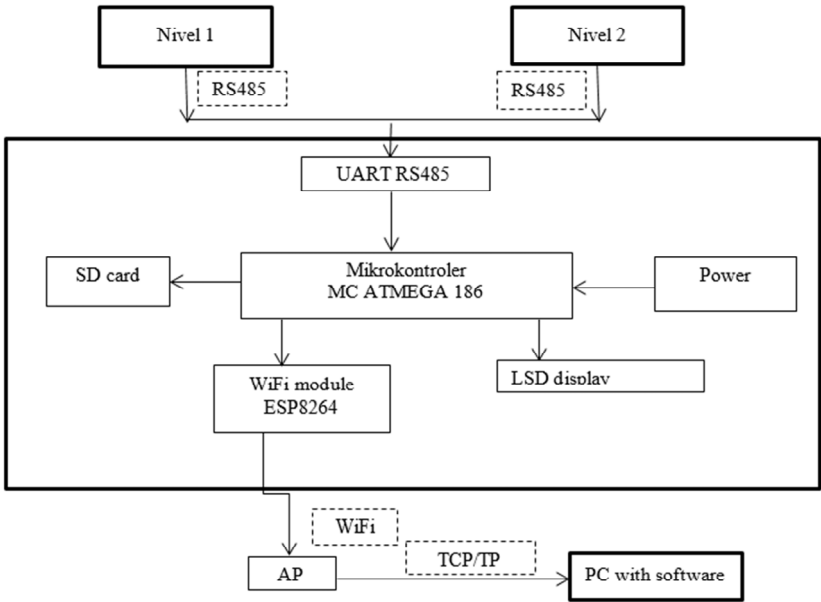 Nivel 1
Nivel 2
RS485
RS485
UART RS485
SD card
Mikrokontroler
MC ATMEGA 186
Power
WiFi module
ESP8264
LSD display
WiFi
TCP/TP
AP
PC with software